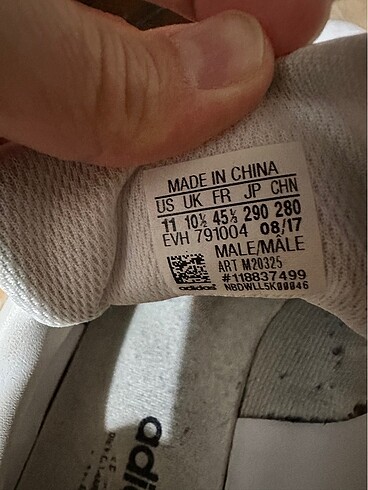 MADE IN CHINA
US UK FR JP CHN
11 10½ 45⅓ 290 280
EVH 791004 08/17
MALE/MÂLE
ART M20325
#118837499
adidas NBDWLL5K00046
adi